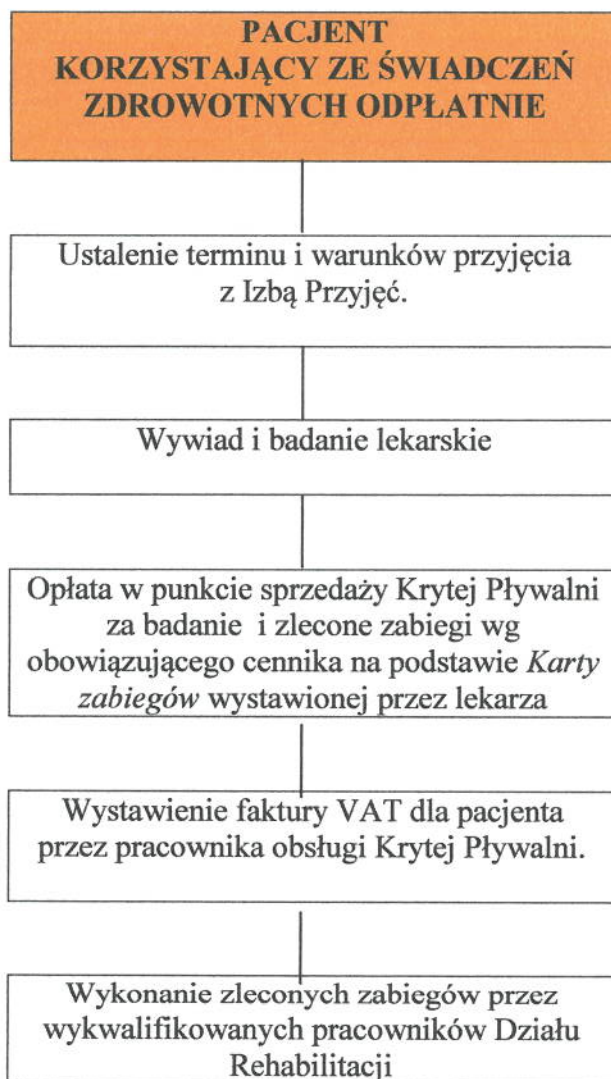 PACJENT
KORZYSTAJĄCY ZE ŚWIADCZEŃ
ZDROWOTNYCH ODPŁATNIE
Ustalenie terminu i warunków przyjęcia
z Izbą Przyjęć.
Wywiad i badanie lekarskie
Opłata w punkcie sprzedaży Krytej Pływalni
za badanie i zlecone zabiegi wg
obowiązującego cennika na podstawie Karty
zabiegów wystawionej przez lekarza
Wystawienie faktury VAT dla pacjenta
przez pracownika obsługi Krytej Pływalni.
Wykonanie zleconych zabiegów przez
wykwalifikowanych pracowników Działu
Rehabilitacji